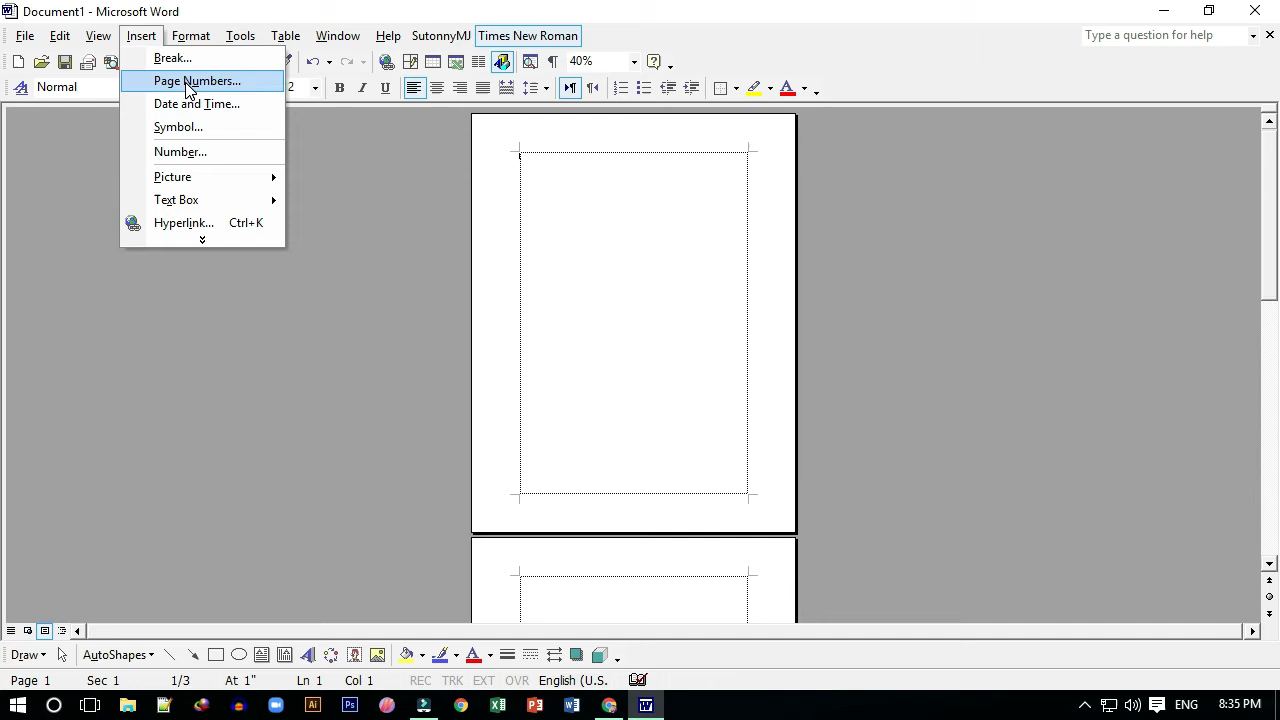 Document1 - Microsoft Word
File Edit View Insert Format Tools Table Window Help SutonnyMJ Times New Roman Type a question for help
40%
Normal 2 B I U A
Break...
Page Numbers...
Date and Time...
Symbol...
Number...
Picture
Text Box
Hyperlink... Ctrl+K
Draw AutoShapes A
Page 1 Sec 1 1/3 At 1" Ln 1 Col 1 REC TRK EXT OVR English (U.S.
ENG 8:35 PM